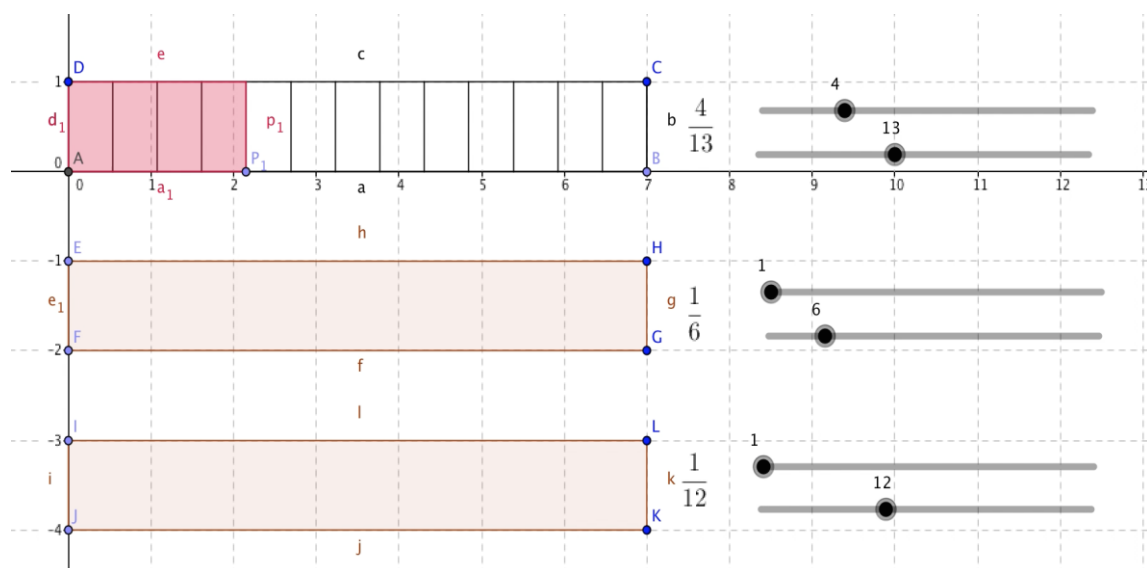 e c
D C 4
1
d1 p1 b 4/13 13
0 A P1 B
0 1 2 3 4 5 6 7 8 9 10 11 12 13
a1 a
h
E H 1
-1
e1 g 1/6 6
F G
-2
f
l
I L 1
-3
i k 1/12 12
J K
-4
j